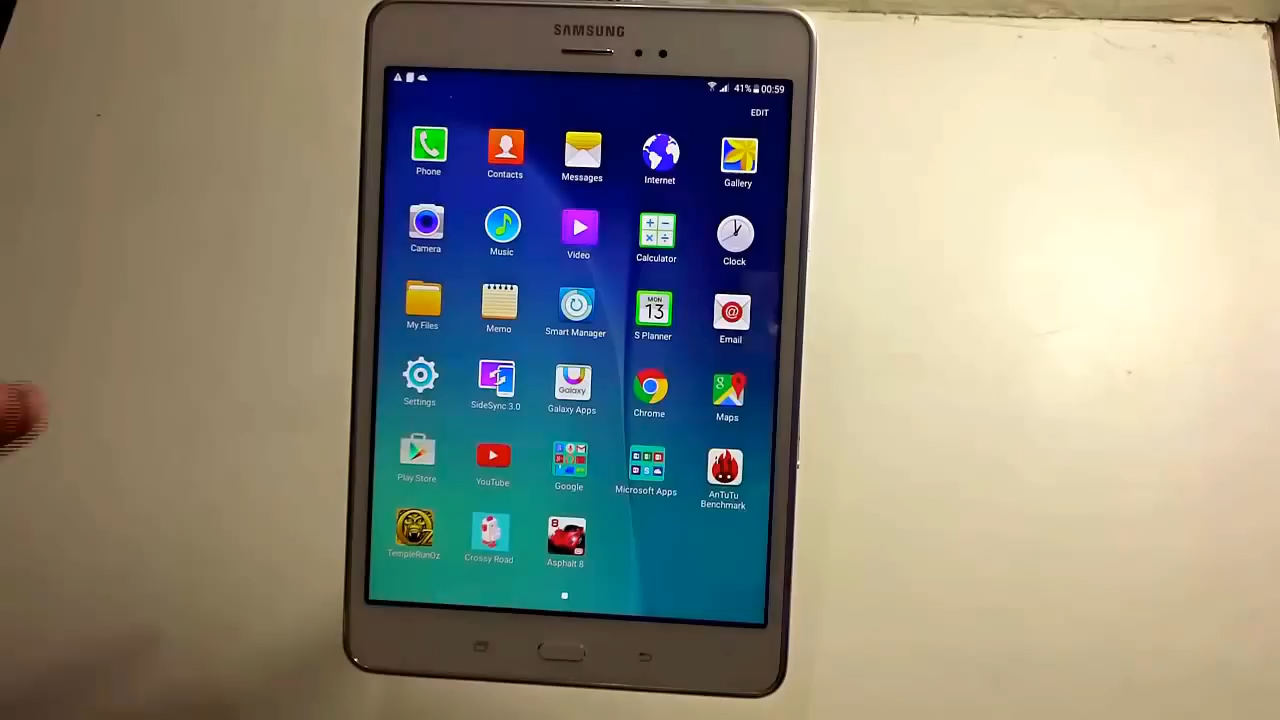 SAMSUNG
41% 00:59
EDIT
Phone
Contacts
Messages
Internet
Gallery
Camera
Music
Video
Calculator
Clock
My Files
Memo
Smart Manager
MON
13
S Planner
@
Email
Settings
SideSync 3.0
Galaxy
Galaxy Apps
Chrome
g
Maps
Play Store
YouTube
Google
Microsoft Apps
AnTuTu
Benchmark
TempleRunOz
Crossy Road
8
Asphalt 8